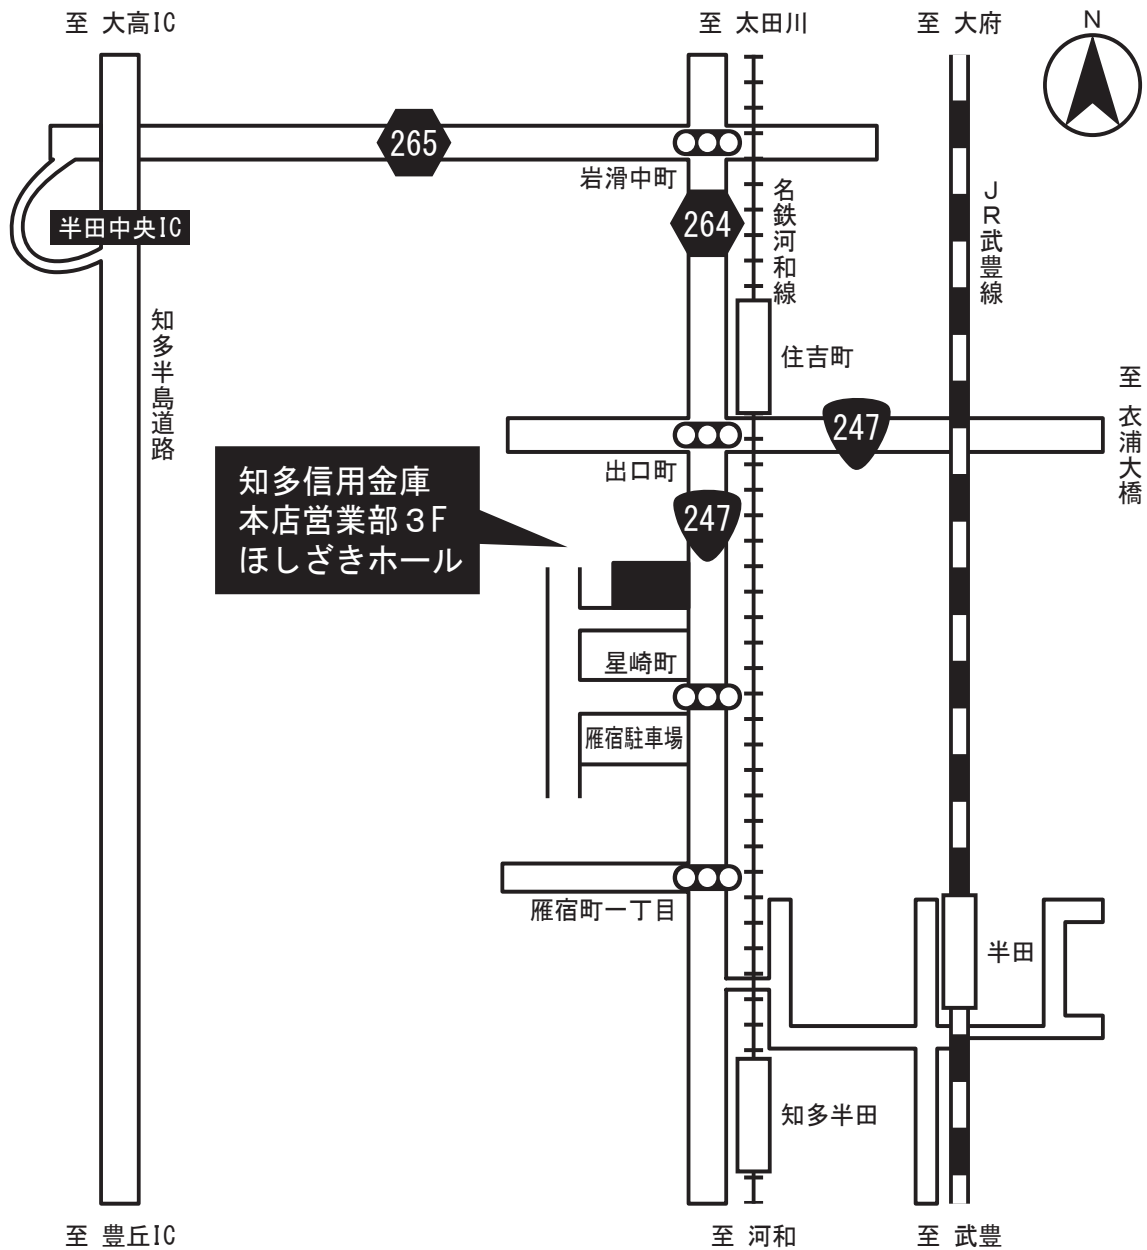 至 大高IC
至 太田川
至 大府
N
265
岩滑中町
264
名鉄河和線
JR武豊線
半田中央IC
知多半島道路
住吉町
至 衣浦大橋
247
出口町
知多信用金庫
本店営業部3F
ほしざきホール
247
星崎町
雁宿駐車場
雁宿町一丁目
半田
知多半田
至 豊丘IC
至 河和
至 武豊